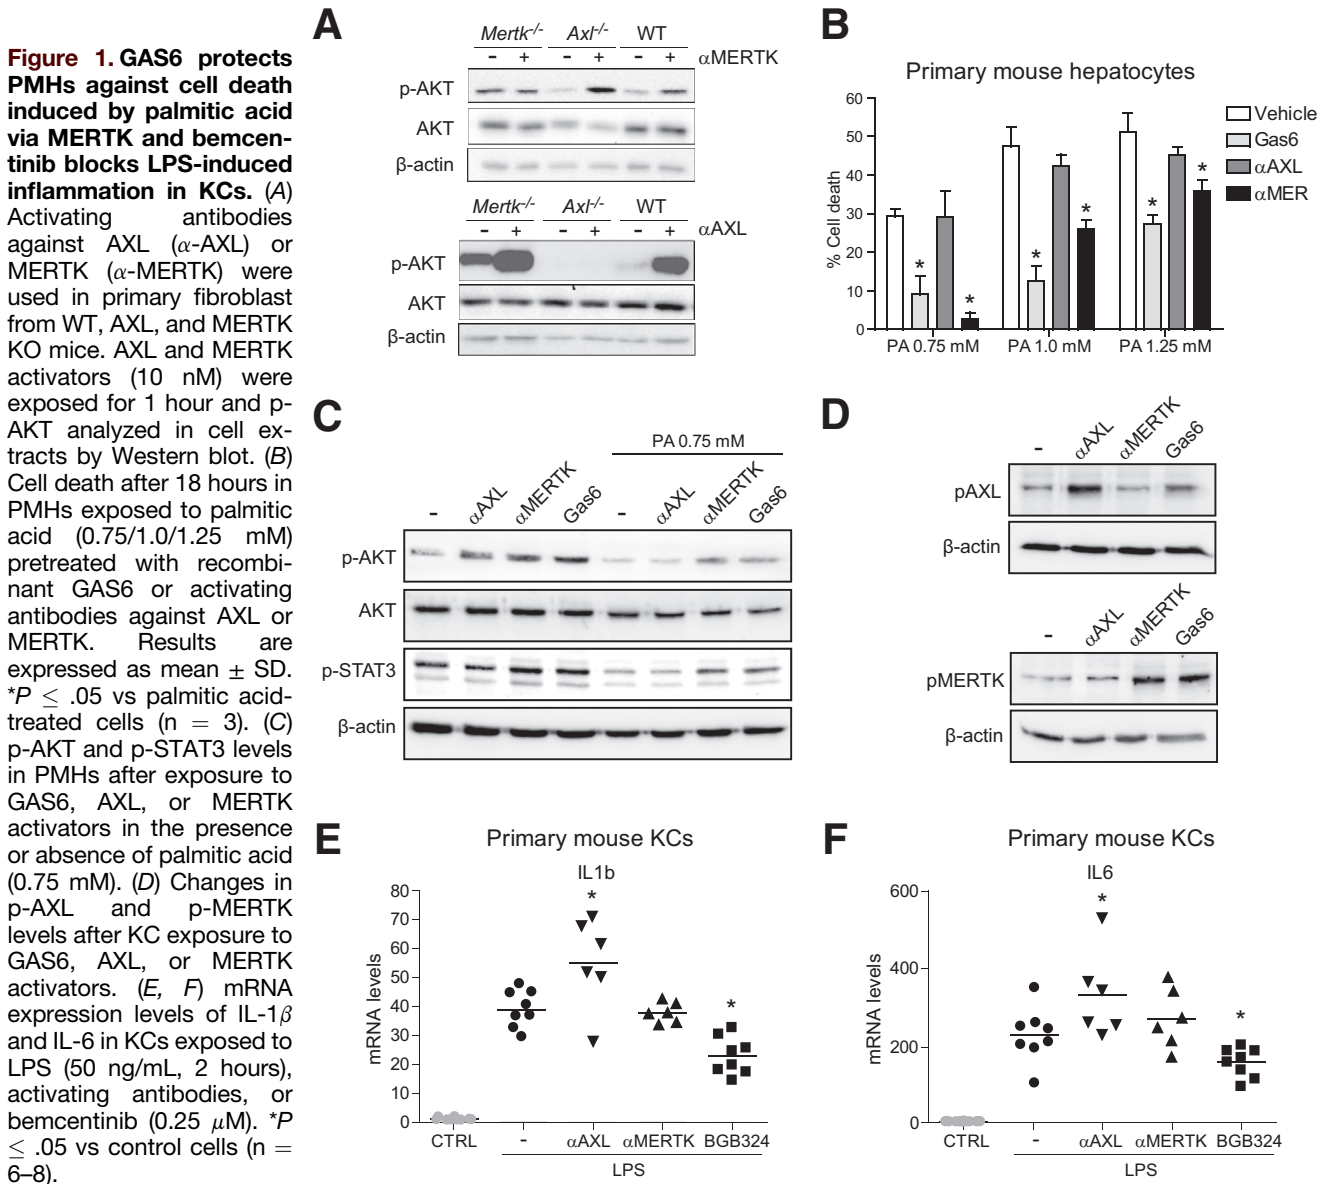 Figure 1. GAS6 protects
PMHs against cell death
induced by palmitic acid
via MERTK and bemcen-
tinib blocks LPS-induced
inflammation in KCs. (A)
Activating antibodies
against AXL (α-AXL) or
MERTK (α-MERTK) were
used in primary fibroblast
from WT, AXL, and MERTK
KO mice. AXL and MERTK
activators (10 nM) were
exposed for 1 hour and p-
AKT analyzed in cell ex-
tracts by Western blot. (B)
Cell death after 18 hours in
PMHs exposed to palmitic
acid (0.75/1.0/1.25 mM)
pretreated with recombi-
nant GAS6 or activating
antibodies against AXL or
MERTK. Results are
expressed as mean ± SD.
*P ≤ .05 vs palmitic acid-
treated cells (n = 3). (C)
p-AKT and p-STAT3 levels
in PMHs after exposure to
GAS6, AXL, or MERTK
activators in the presence
or absence of palmitic acid
(0.75 mM). (D) Changes in
p-AXL and p-MERTK
levels after KC exposure to
GAS6, AXL, or MERTK
activators. (E, F) mRNA
expression levels of IL-1β
and IL-6 in KCs exposed to
LPS (50 ng/mL, 2 hours),
activating antibodies, or
bemcentinib (0.25 μM). *P
≤ .05 vs control cells (n =
6–8).
A
Mertk-/- Axl-/- WT
- + - + - + αMERTK
p-AKT
AKT
β-actin
Mertk-/- Axl-/- WT
- + - + - + αAXL
p-AKT
AKT
β-actin
B
Primary mouse hepatocytes
% Cell death
60
50
40
30
20
10
0
* * * * * *
PA 0.75 mM PA 1.0 mM PA 1.25 mM
Vehicle
Gas6
αAXL
αMER
C
PA 0.75 mM
- αAXL αMERTK Gas6 - αAXL αMERTK Gas6
p-AKT
AKT
p-STAT3
β-actin
D
- αAXL αMERTK Gas6
pAXL
β-actin
- αAXL αMERTK Gas6
pMERTK
β-actin
E
Primary mouse KCs
IL1b
mRNA levels
80
70
60
50
40
30
20
10
0
* *
CTRL - αAXL αMERTK BGB324
LPS
F
Primary mouse KCs
IL6
mRNA levels
600
400
200
0
* *
CTRL - αAXL αMERTK BGB324
LPS